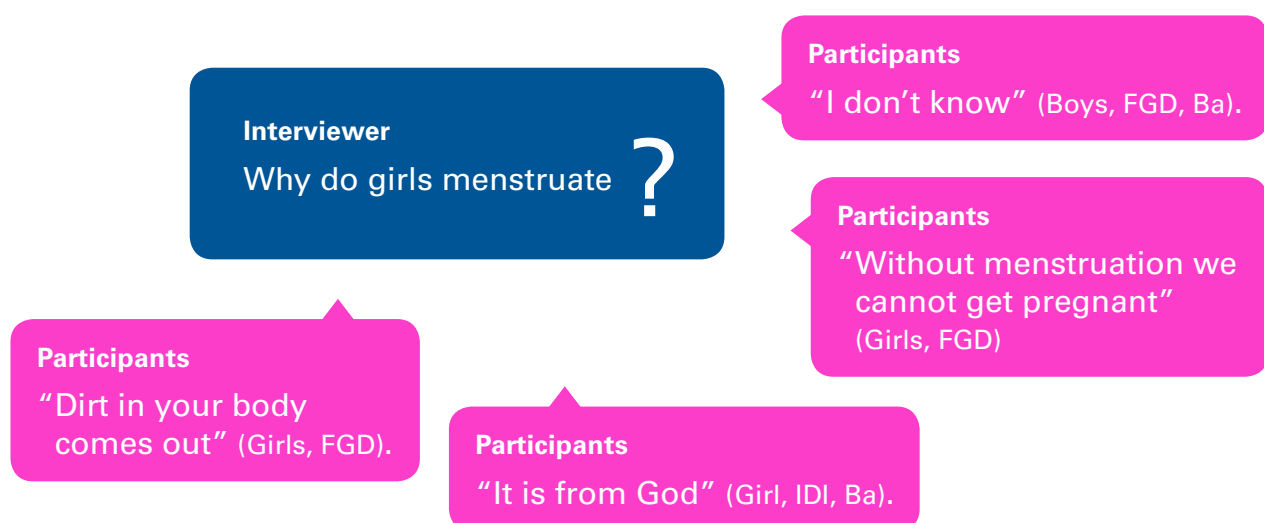 Interviewer
Why do girls menstruate ?
Participants
“I don’t know” (Boys, FGD, Ba).
Participants
“Without menstruation we
cannot get pregnant”
(Girls, FGD)
Participants
“Dirt in your body
comes out” (Girls, FGD).
Participants
“It is from God” (Girl, IDI, Ba).